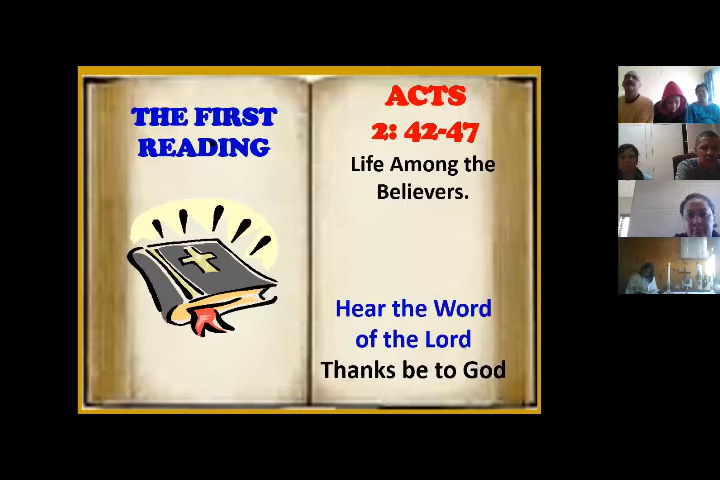 THE FIRST
READING
ACTS
2: 42-47
Life Among the
Believers.
Hear the Word
of the Lord
Thanks be to God